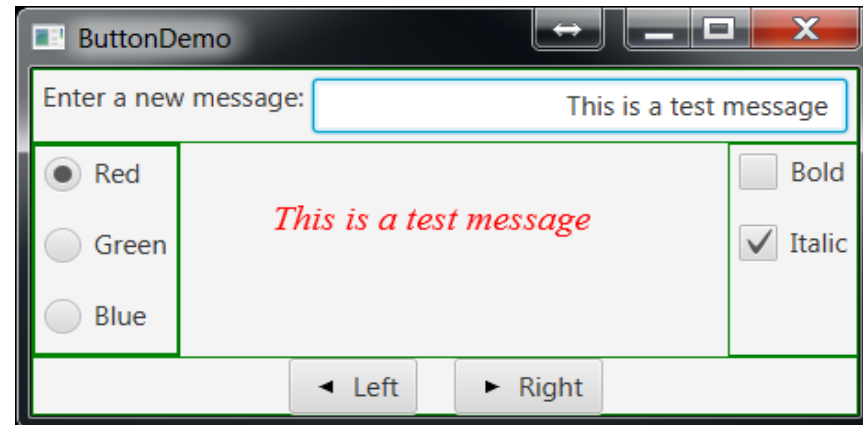 ButtonDemo
Enter a new message: This is a test message
Red
Green
Blue
This is a test message
Bold
Italic
Left
Right